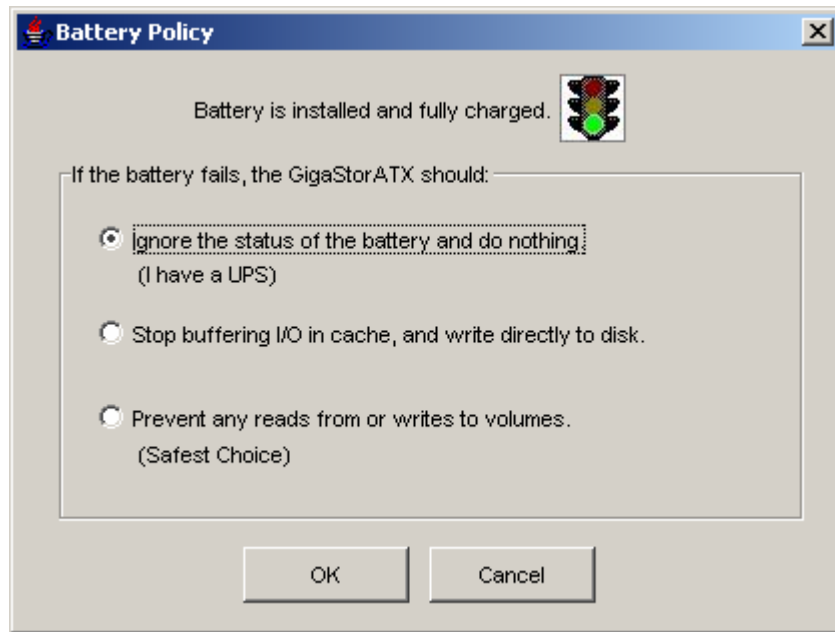 Battery Policy
Battery is installed and fully charged.
If the battery fails, the GigaStorATX should:
Ignore the status of the battery and do nothing.
(I have a UPS)
Stop buffering I/O in cache, and write directly to disk.
Prevent any reads from or writes to volumes.
(Safest Choice)
OK
Cancel